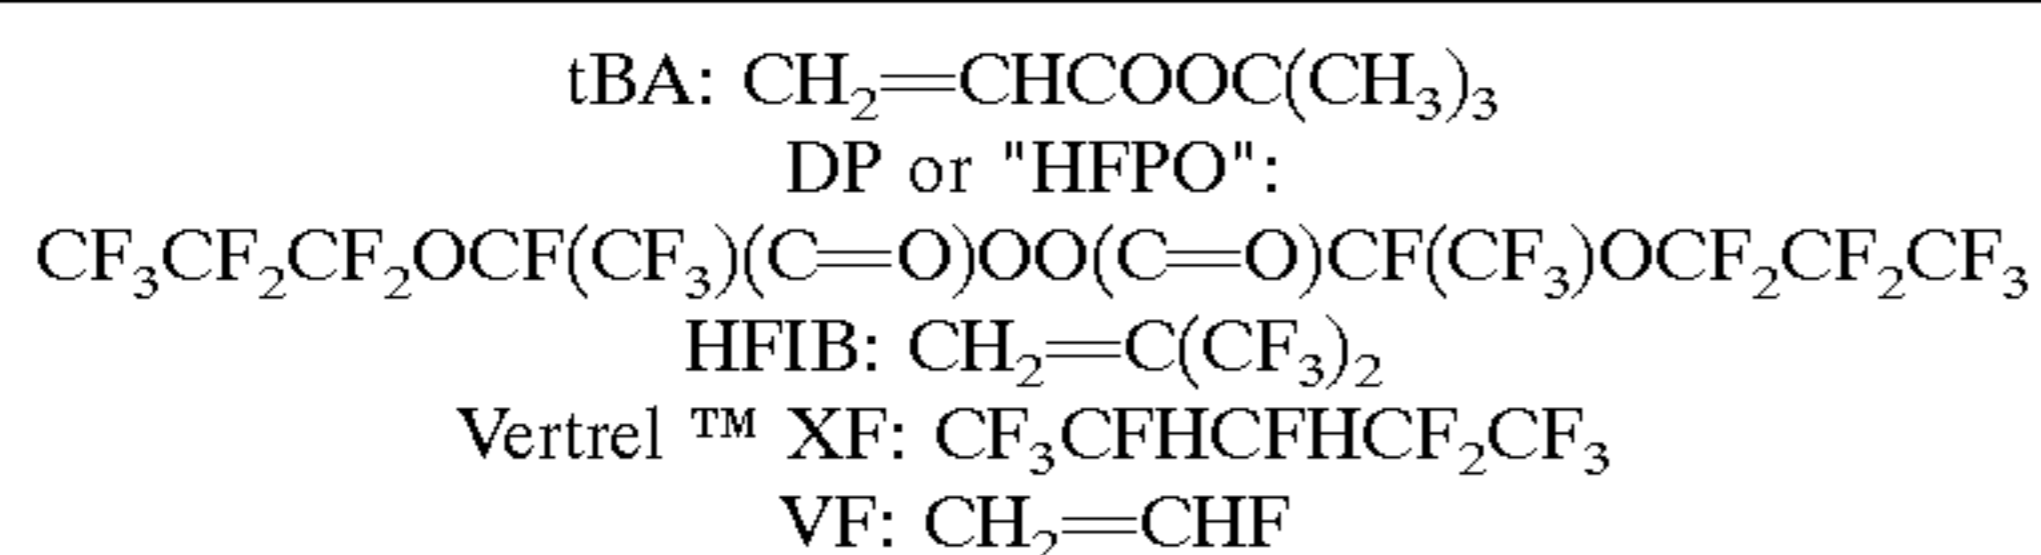 tBA: CH₂=CHCOOC(CH₃)₃
DP or "HFPO":
CF₃CF₂CF₂OCF(CF₃)(C=O)OO(C=O)CF(CF₃)OCF₂CF₂CF₃
HFIB: CH₂=C(CF₃)₂
Vertrel ™ XF: CF₃CFHCFHCF₂CF₃
VF: CH₂=CHF